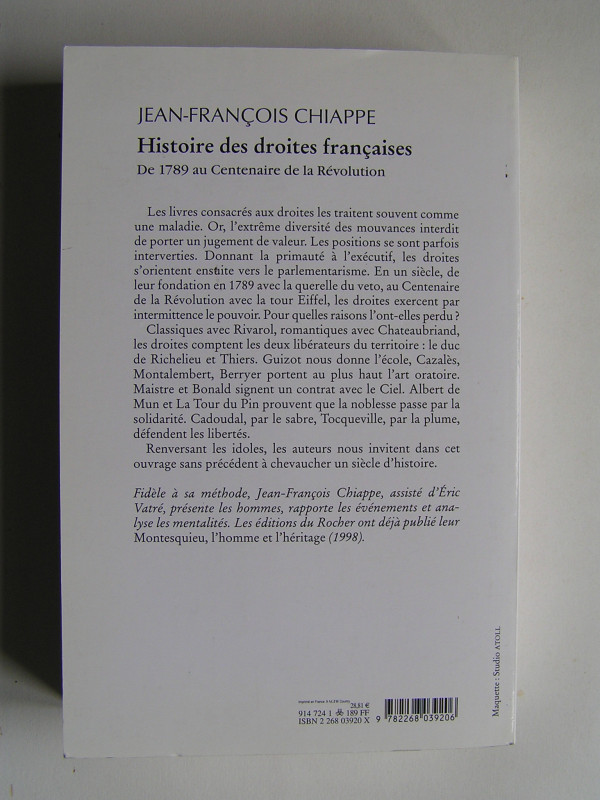 JEAN-FRANÇOIS CHIAPPE
Histoire des droites françaises
De 1789 au Centenaire de la Révolution
Les livres consacrés aux droites les traitent souvent comme
une maladie. Or, l'extrême diversité des mouvances interdit
de porter un jugement de valeur. Les positions se sont parfois
interverties. Donnant la primauté à l'exécutif, les droites
s'orientent ensuite vers le parlementarisme. En un siècle, de
leur fondation en 1789 avec la querelle du veto, au Centenaire
de la Révolution avec la tour Eiffel, les droites exercent par
intermittence le pouvoir. Pour quelles raisons l'ont-elles perdu ?
Classiques avec Rivarol, romantiques avec Chateaubriand,
les droites comptent les deux libérateurs du territoire : le duc
de Richelieu et Thiers. Guizot nous donne l'école, Cazalès,
Montalembert, Berryer portent au plus haut l'art oratoire.
Maistre et Bonald signent un contrat avec le Ciel. Albert de
Mun et La Tour du Pin prouvent que la noblesse passe par la
solidarité. Cadoudal, par le sabre, Tocqueville, par la plume,
défendent les libertés.
Renversant les idoles, les auteurs nous invitent dans cet
ouvrage sans précédent à chevaucher un siècle d'histoire.
Fidèle à sa méthode, Jean-François Chiappe, assisté d'Éric
Vatré, présente les hommes, rapporte les événements et ana-
lyse les mentalités. Les éditions du Rocher ont déjà publié leur
Montesquieu, l'homme et l'héritage (1998).
Maquette : Studio ATOLL
28,81 €
914 724 1 189 FF
ISBN 2 268 03920 X
9 782268 039206